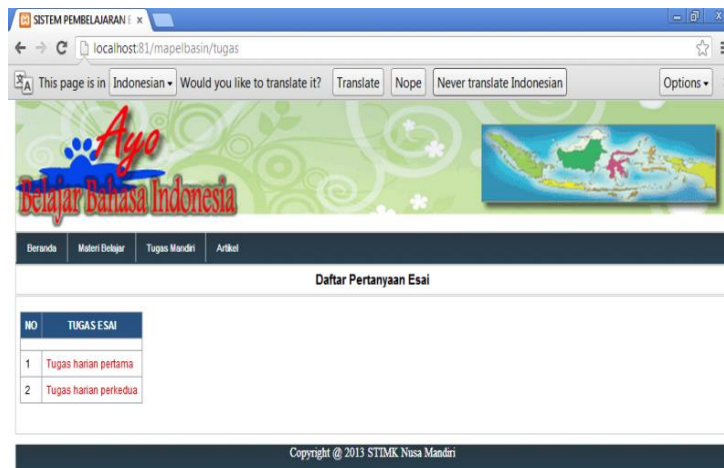 SISTEM PEMBELAJARAN
localhost:81/mapelbasin/tugas
This page is in Indonesian Would you like to translate it? Translate Nope Never translate Indonesian Options
Ayo
Belajar Bahasa Indonesia
Beranda Materi Belajar Tugas Mandiri Artikel
Daftar Pertanyaan Esai
NO TUGAS ESAI
1 Tugas harian pertama
2 Tugas harian perkedua
Copyright @ 2013 STIMK Nusa Mandiri